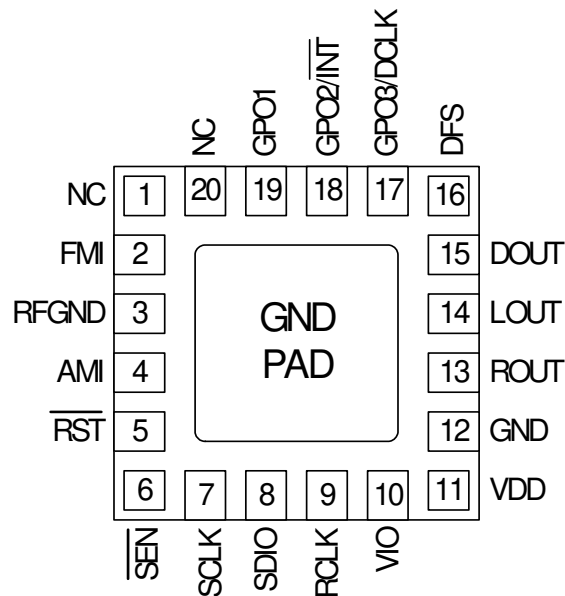 NC
GPO1
GPO2/INT
GPO3/DCLK
DFS
NC 1 20 19 18 17 16
FMI 2 15 DOUT
RFGND 3 14 LOUT
GND
PAD
AMI 4 13 ROUT
RST 5 12 GND
6 7 8 9 10 11 VDD
SEN
SCLK
SDIO
RCLK
VIO